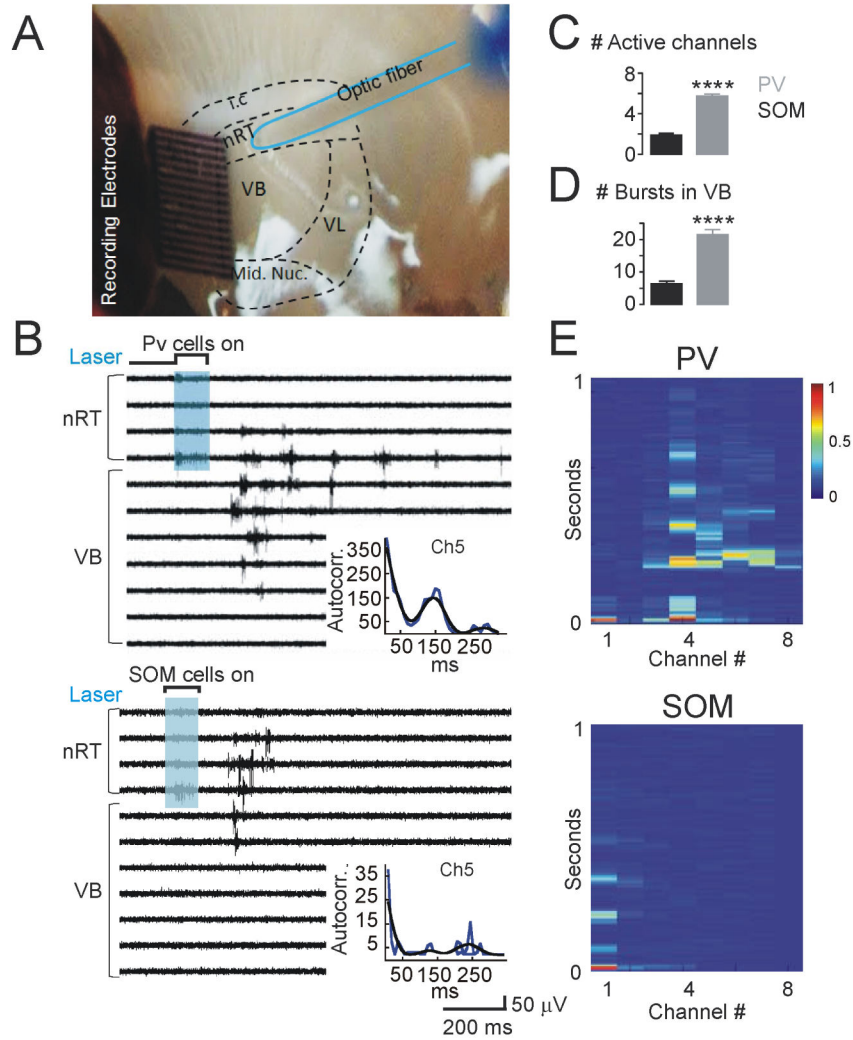 A
Recording Electrodes
Optic fiber
nRT
VB
VL
Mid. Nuc.
B
Pv cells on
Laser
nRT
VB
Autocorr.
350
250
150
50
Ch5
50 150 250
ms
SOM cells on
Laser
nRT
VB
Autocorr..
35
25
15
5
Ch5
50 150 250
ms
50 µV
200 ms
C
# Active channels
8
4
0
****
PV
SOM
D
# Bursts in VB
20
10
0
****
E
PV
1
Seconds
0
1 4 8
Channel #
1
0.5
0
SOM
1
Seconds
0
1 4 8
Channel #